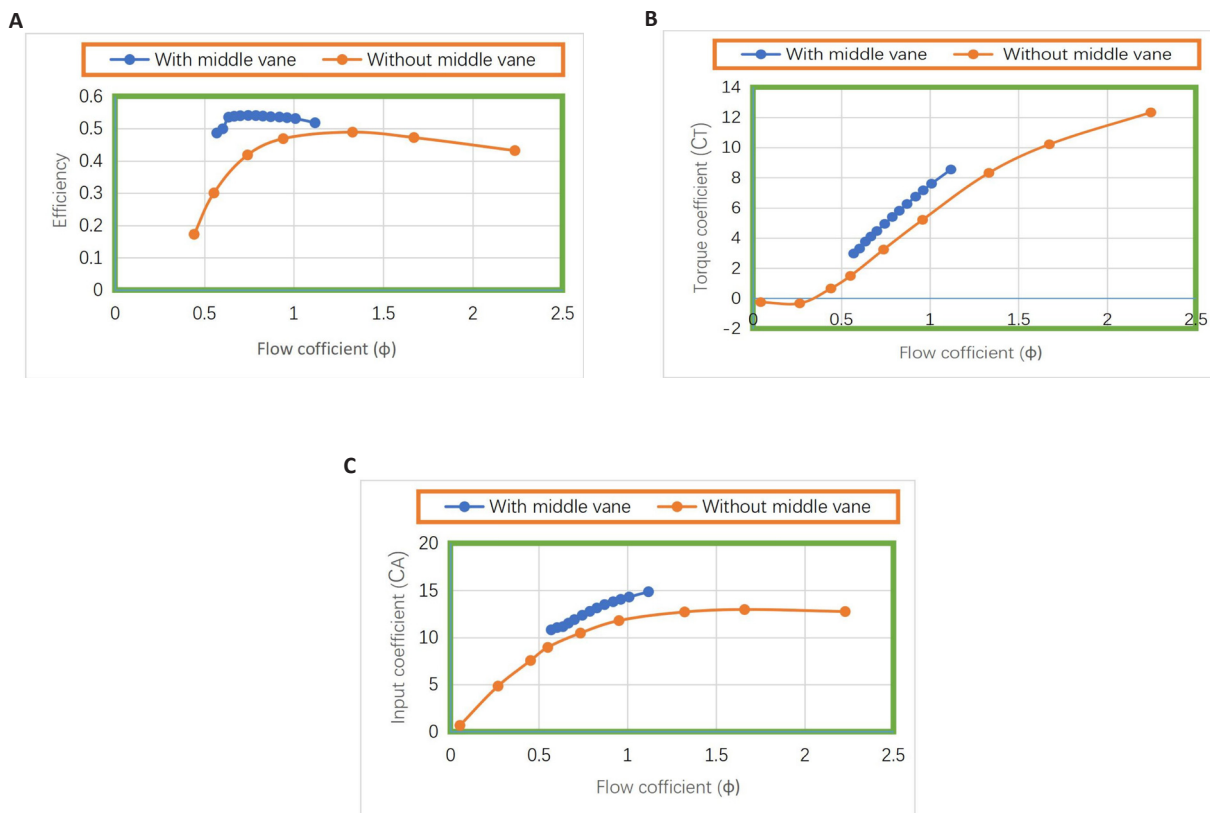 A
With middle vane Without middle vane
Efficiency
0.6
0.5
0.4
0.3
0.2
0.1
0
0 0.5 1 1.5 2 2.5
Flow cofficient (ϕ)
B
With middle vane Without middle vane
Torque coefficient (CT)
14
12
10
8
6
4
2
0
-2
0 0.5 1 1.5 2 2.5
Flow cofficient (ϕ)
C
With middle vane Without middle vane
Input coefficient (CA)
20
15
10
5
0
0 0.5 1 1.5 2 2.5
Flow cofficient (ϕ)